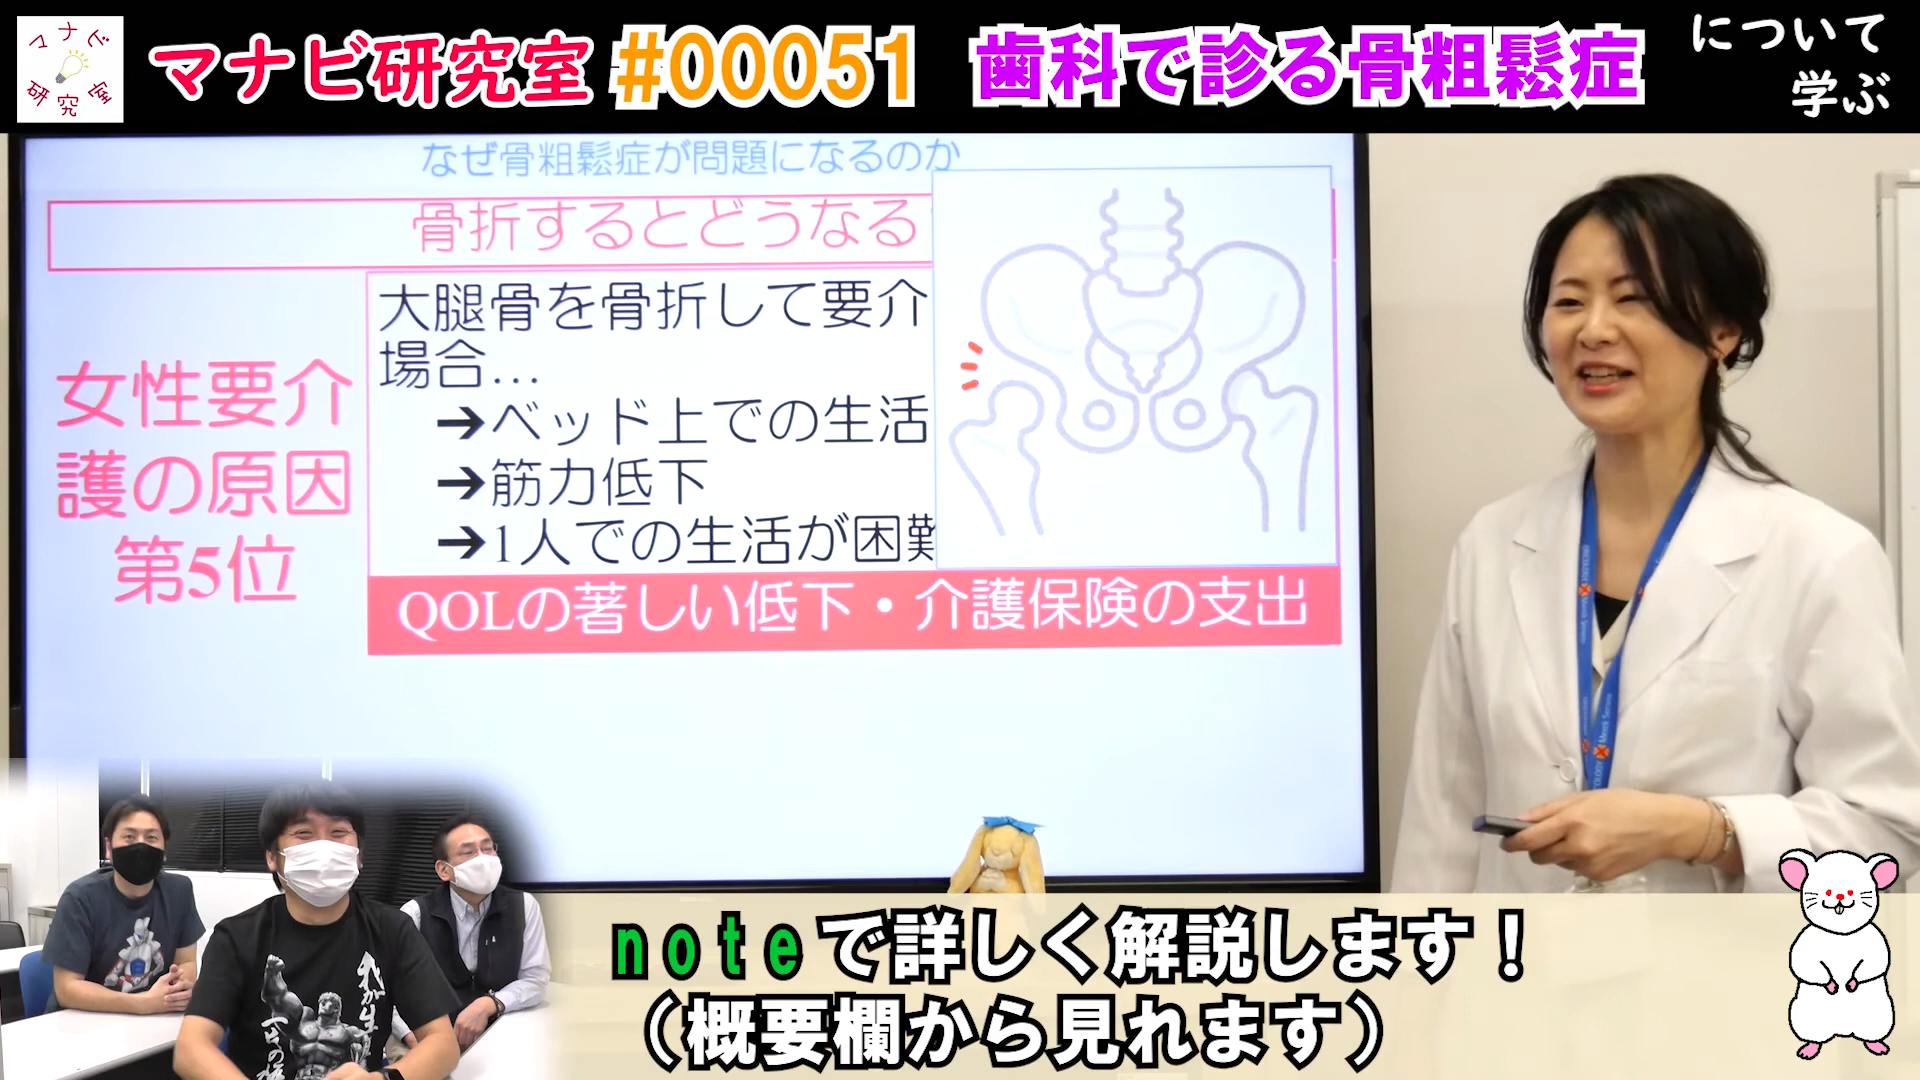 マナビ
研究室
マナビ研究室 #00051 歯科で診る骨粗鬆症
について
学ぶ
なぜ骨粗鬆症が問題になるのか
骨折するとどうなる
女性要介
護の原因
第5位
大腿骨を骨折して要介
場合…
➔ベッド上での生活
➔筋力低下
➔1人での生活が困難
QOLの著しい低下・介護保険の支出
Merck Serono
noteで詳しく解説します！
（概要欄から見れます）